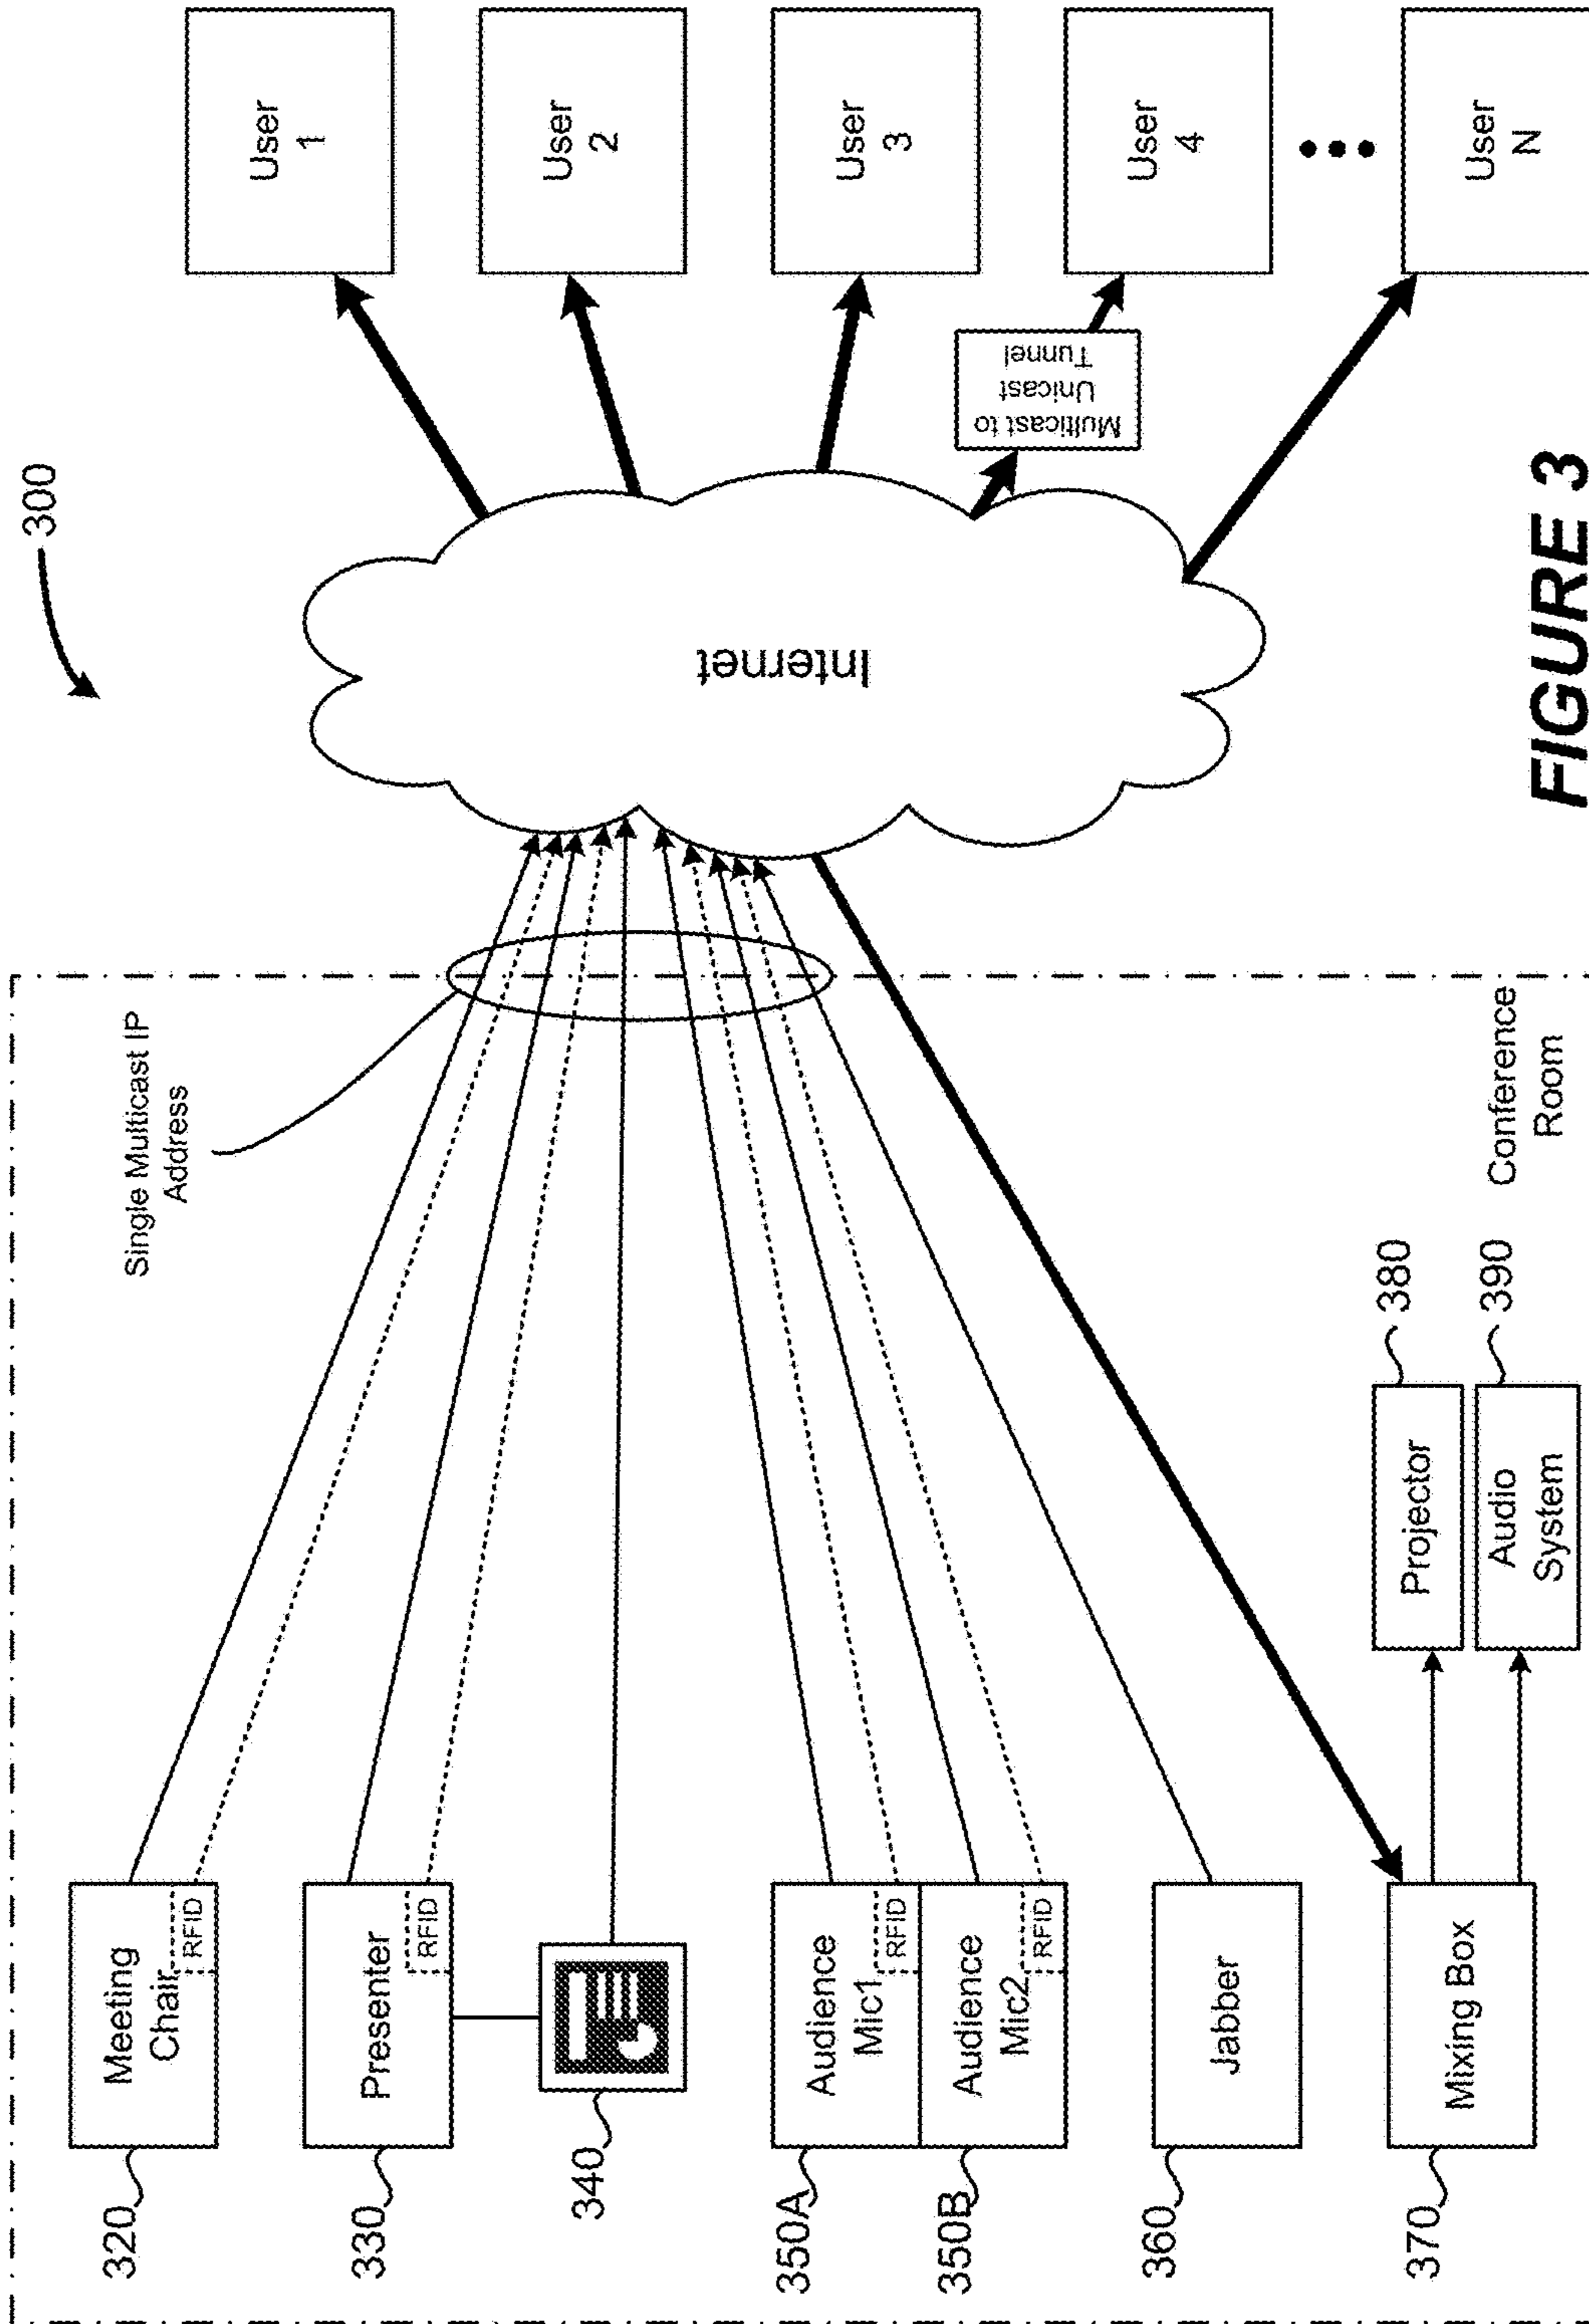 300
Single Multicast IP
Address
320
Meeting
Chair
RFID
330
Presenter
RFID
340
350A
Audience
Mic1
RFID
350B
Audience
Mic2
RFID
360
Jabber
370
Mixing Box
Projector
380
Audio
System
390
Conference
Room
Internet
Multicast to
Unicast
Tunnel
User
1
User
2
User
3
User
4
User
N
FIGURE 3